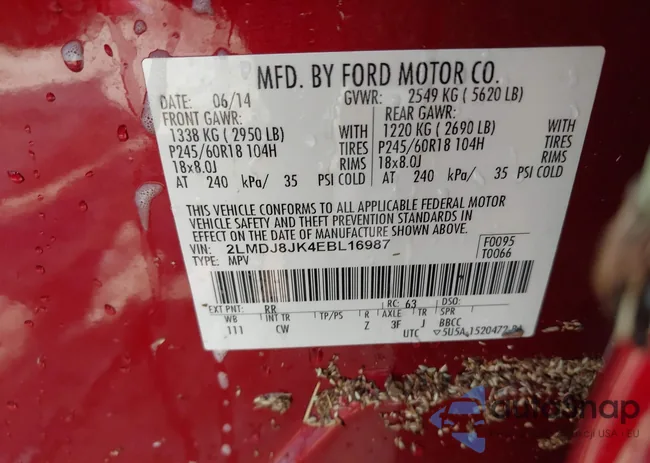 MFD. BY FORD MOTOR CO.
DATE: 06/14 GVWR: 2549 KG ( 5620 LB)
FRONT GAWR: REAR GAWR:
1338 KG ( 2950 LB) WITH 1220 KG ( 2690 LB) WITH
P245/60R18 104H TIRES P245/60R18 104H TIRES
18x8.0J RIMS 18x8.0J RIMS
AT 240 kPa/ 35 PSI COLD AT 240 kPa/ 35 PSI COLD
THIS VEHICLE CONFORMS TO ALL APPLICABLE FEDERAL MOTOR
VEHICLE SAFETY AND THEFT PREVENTION STANDARDS IN
EFFECT ON THE DATE OF MANUFACTURE SHOWN ABOVE.
VIN: 2LMDJ8JK4EBL16987 F0095
TYPE: MPV T0066
EXT PNT: RR RC: 63 DSO:
WB INT TR TP/PS R AXLE TR SPR
111 CW Z 3F J BBCC
UTC
autosnap
USA - EU